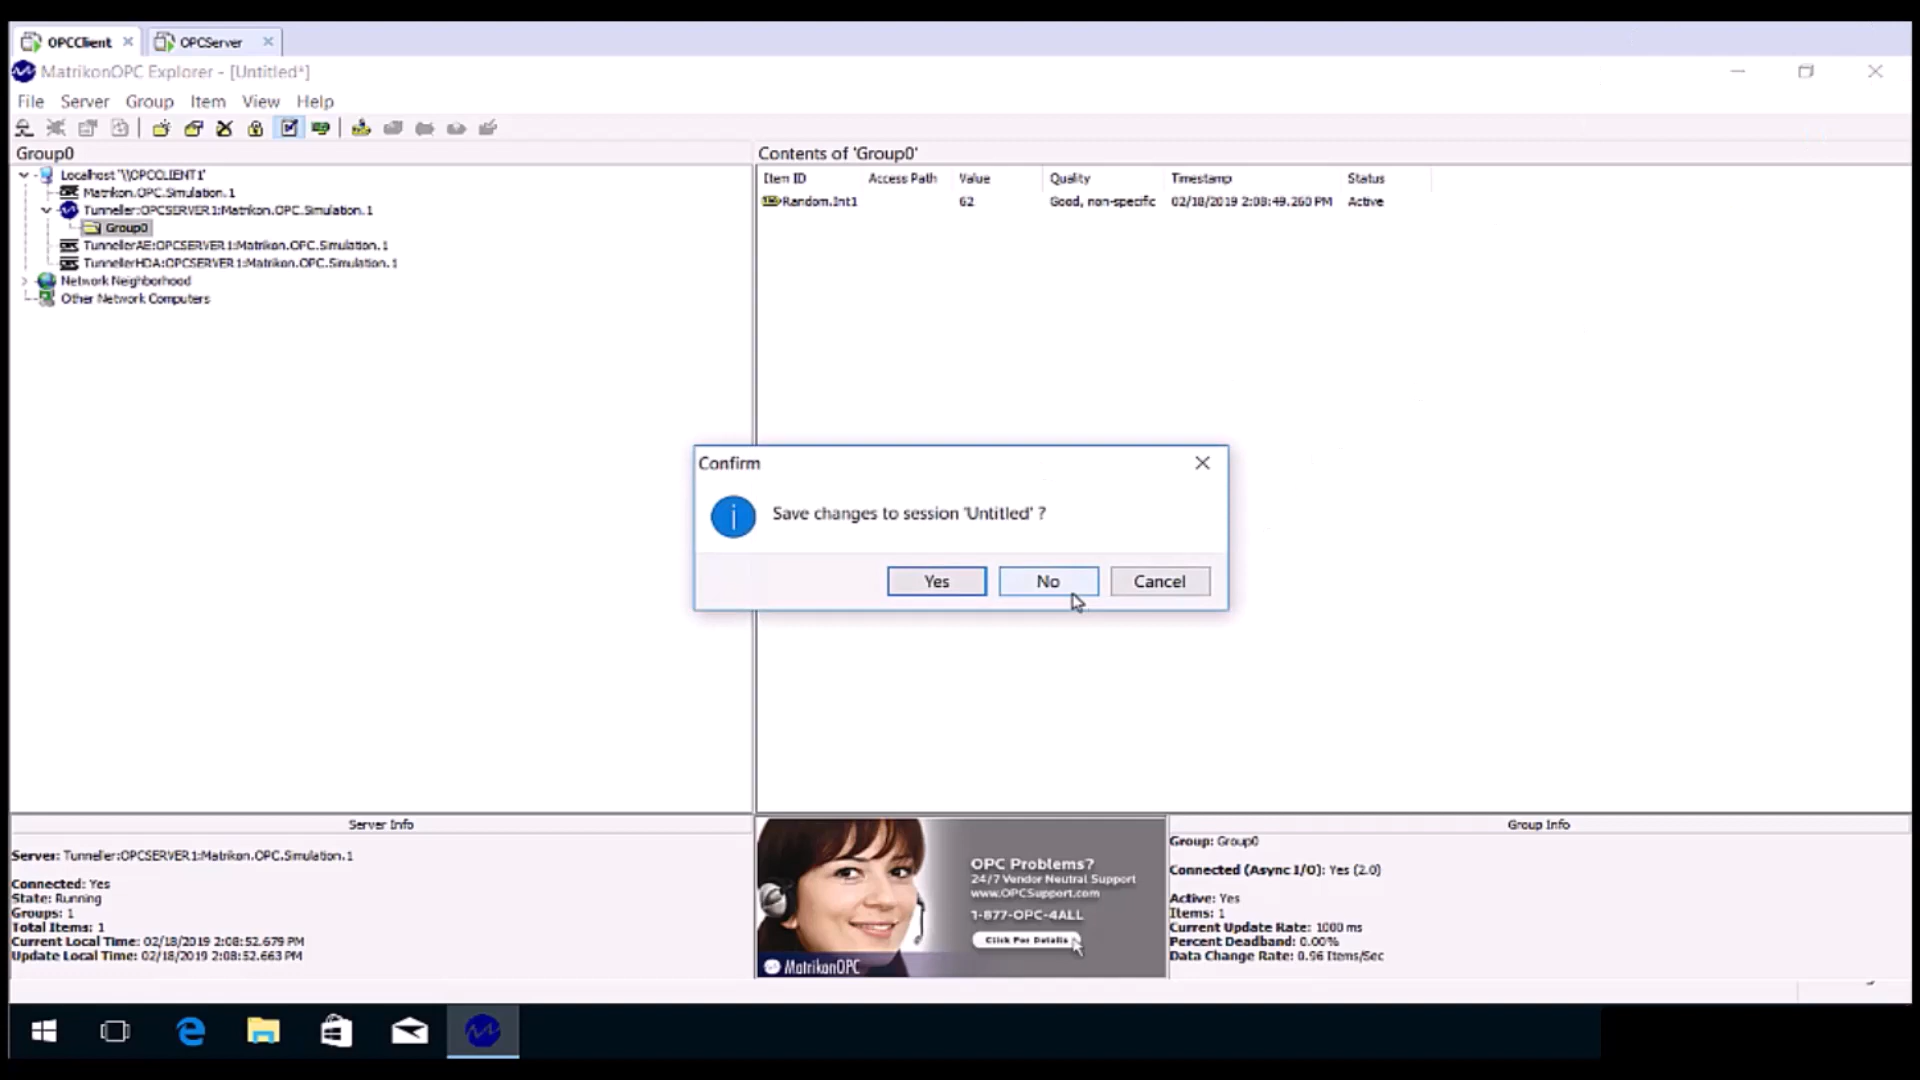 OPCClient
OPCServer
MatrikonOPC Explorer - [Untitled*]
File Server Group Item View Help
Group0
Contents of 'Group0'
Localhost '\\OPCCLIENT1'
Matrikon.OPC.Simulation.1
Tunneller:OPCSERVER1:Matrikon.OPC.Simulation.1
Group0
TunnellerAE:OPCSERVER1:Matrikon.OPC.Simulation.1
TunnellerHDA:OPCSERVER1:Matrikon.OPC.Simulation.1
Network Neighborhood
Other Network Computers
Item ID Access Path Value Quality Timestamp Status
Random.Int1 62 Good, non-specific 02/18/2019 2:08:49.260 PM Active
Confirm
Save changes to session 'Untitled' ?
Yes No Cancel
Server Info
Server: Tunneller:OPCSERVER1:Matrikon.OPC.Simulation.1
Connected: Yes
State: Running
Groups: 1
Total Items: 1
Current Local Time: 02/18/2019 2:08:52.679 PM
Update Local Time: 02/18/2019 2:08:52.663 PM
OPC Problems?
24/7 Vendor Neutral Support
www.OPCSupport.com
1-877-OPC-4ALL
Click For Details
MatrikonOPC
Group Info
Group: Group0
Connected (Async I/O): Yes (2.0)
Active: Yes
Items: 1
Current Update Rate: 1000 ms
Percent Deadband: 0.00%
Data Change Rate: 0.96 Items/Sec